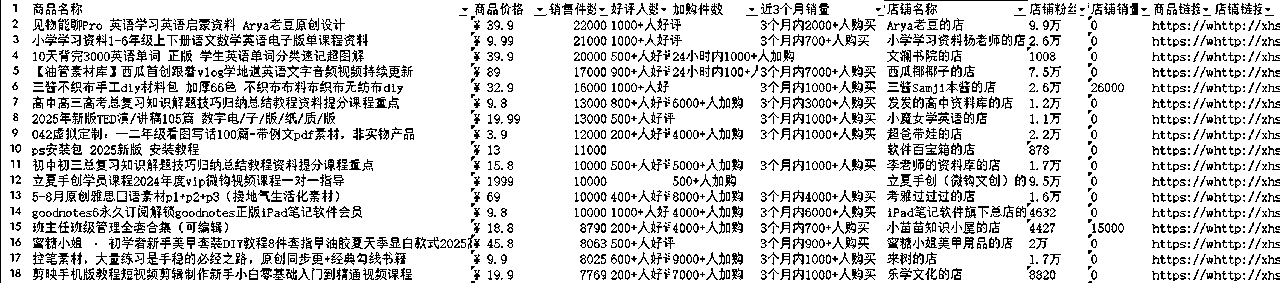 1 商品名称 商品价格 销售件数 好评人数 加购件数 近3个月销量 店铺名称 店铺粉丝 店铺销量 商品链接 店铺链接
2 见物能聊Pro 英语学习英语启蒙资料 Arya老豆原创设计 ¥ 39.9 22000 1000+人好评 3个月内2000+人购买 Arya老豆的店 9.9万 0 https://w http://xhs
3 小学学习资料1-6年级上下册语文数学英语电子版单课程资料 ¥ 9.99 21000 1000+人好评 3个月内700+人购买 小学学习资料杨老师的店 2.6万 0 https://w http://xhs
4 10天背完3000英语单词 正版 学生英语单词分类速记超图解 ¥ 39.9 20000 500+人好评 24小时内1000+人加购 文澜书院的店 1008 0 https://w http://xhs
5 【油管素材库】西瓜首创跟着vlog学地道英语文字音频视频持续更新 ¥ 89 17000 900+人好评 24小时内100+人 3个月内7000+人购买 西瓜椰椰子的店 7.5万 0 https://w http://xhs
6 三酱不织布手工diy材料包 加厚66色 不织布布料布织布无纺布diy ¥ 32.9 16000 1000+人好 3个月内1000+人购买 三酱Samji本酱的店 2.6万 26000 https://w http://xhs
7 高中高三高考总复习知识解题技巧归纳总结教程资料提分课程重点 ¥ 9.8 13000 800+人好评 6000+人加购 3个月内3000+人购买 发发的高中资料库的店 1.2万 0 https://w http://xhs
8 2025年新版TED演/讲稿105篇 数字电/子/版/纸/质/版 ¥ 19.99 13000 500+人好评 3个月内1000+人购买 小魔女学英语的店 1.1万 0 https://w http://xhs
9 042虚拟定制：一二年级看图写话100篇-带例文pdf素材，非实物产品 ¥ 3.9 12000 200+人好评 4000+人加购 3个月内1000+人购买 超爸带娃的店 2.2万 0 https://w http://xhs
10 ps安装包 2025新版 安装教程 ¥ 13 11000 软件百宝箱的店 878 0 https://w http://xhs
11 初中初三总复习知识解题技巧归纳总结教程资料提分课程重点 ¥ 15.8 10000 500+人好评 5000+人加购 3个月内1000+人购买 李老师的资料库的店 1.7万 0 https://w http://xhs
12 立夏手创学员课程2024年度vip微钩视频课程一对一指导 ¥ 1999 10000 500+人加购 立夏手创（微钩文创）的 9.5万 0 https://w http://xhs
13 5-8月原创雅思口语素材p1+p2+p3（接地气生活化素材） ¥ 69 10000 400+人好评 8000+人加购 3个月内4000+人购买 考雅过过过的店 1.6万 0 https://w http://xhs
14 goodnotes6永久订阅解锁goodnotes正版iPad笔记软件会员 ¥ 9.8 10000 1000+人好 4000+人加购 3个月内6000+人购买 iPad笔记软件旗下总店的 4632 0 https://w http://xhs
15 班主任班级管理全套合集（可编辑） ¥ 18.8 8790 200+人好评 4000+人加购 3个月内500+人购买 小苗苗知识小屋的店 4427 15000 https://w http://xhs
16 蜜糖小姐 · 初学者新手美甲套装DIY教程8件套指甲油胶夏天季显白款式2025 ¥ 45.8 8063 500+人好评 3个月内900+人购买 蜜糖小姐美甲用品的店 2万 0 https://w http://xhs
17 控笔素材，大量练习是手稳的必经之路，原创同步更+经典勾线书籍 ¥ 9.9 8025 600+人好评 9000+人加购 3个月内1000+人购买 来树的店 1.7万 0 https://w http://xhs
18 剪映手机版教程短视频剪辑制作新手小白零基础入门到精通视频课程 ¥ 19.9 7769 200+人好评 7000+人加购 3个月内1000+人购买 乐学文化的店 3820 0 https://w http://xhs